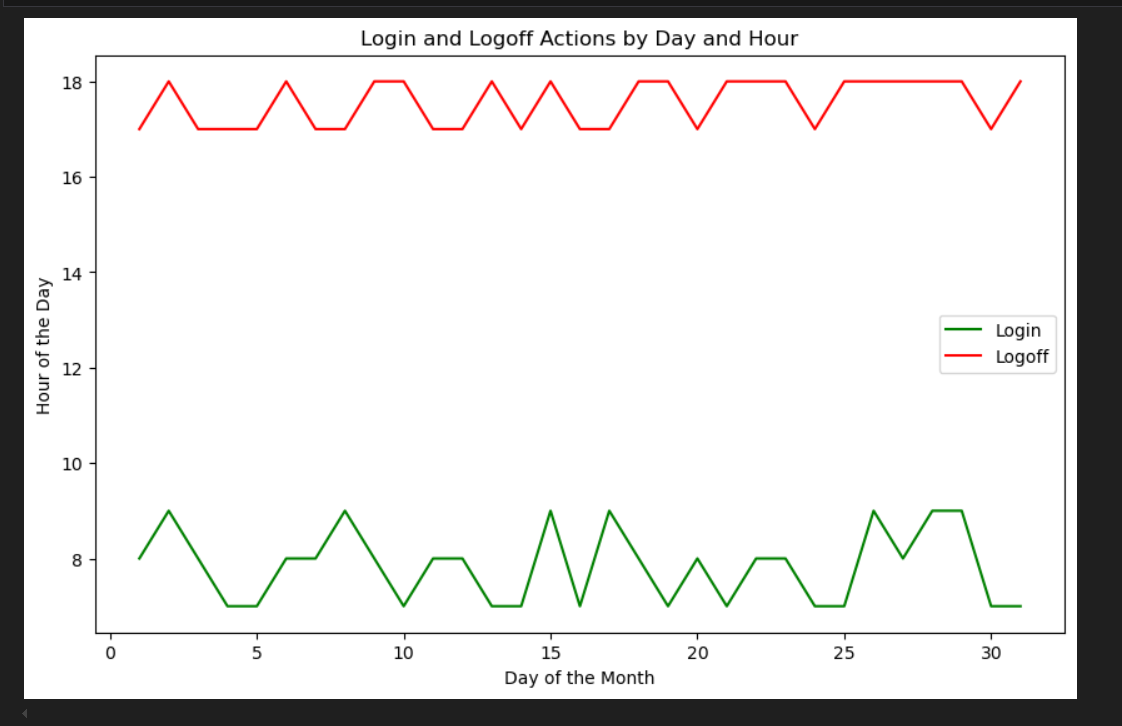 Login and Logoff Actions by Day and Hour
18
16
14
12
10
8
Hour of the Day
Login
Logoff
0 5 10 15 20 25 30
Day of the Month